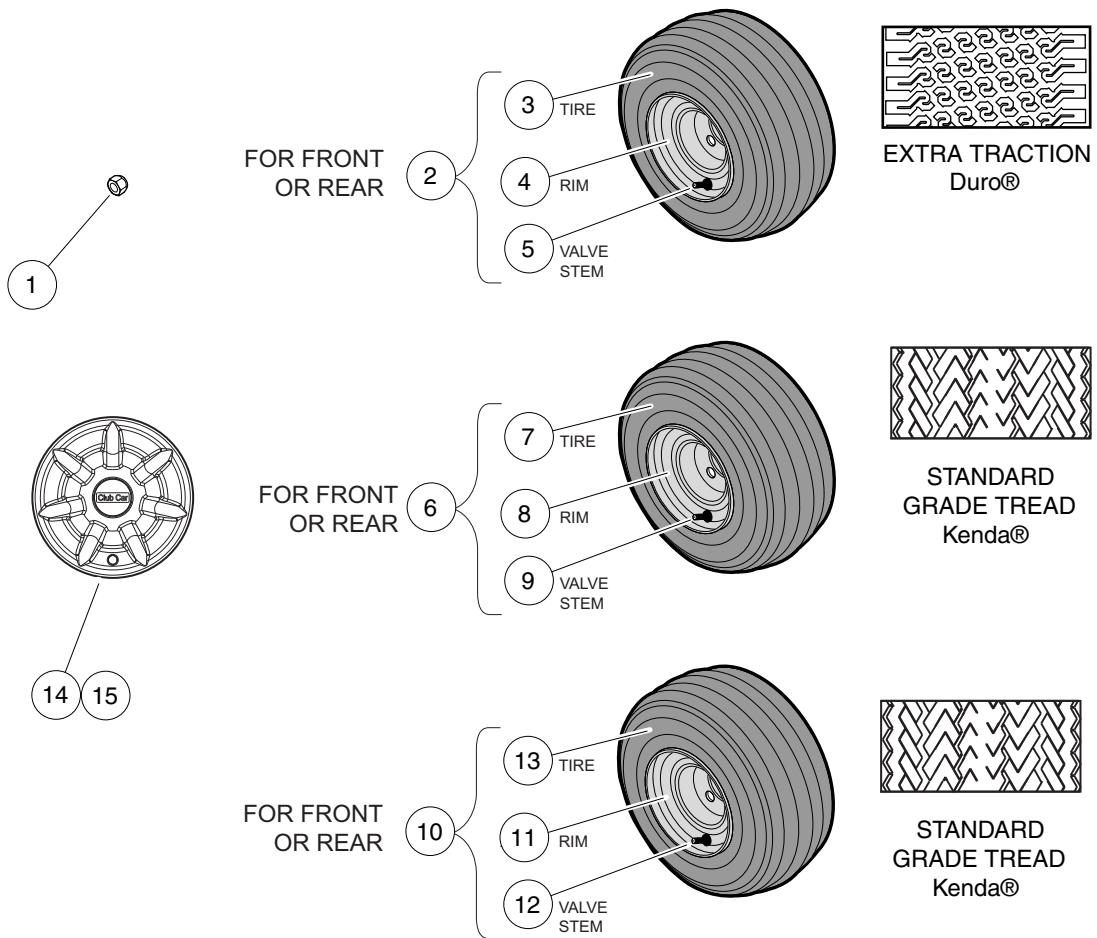 1
FOR FRONT
OR REAR
2
3 TIRE
4 RIM
5 VALVE
STEM
EXTRA TRACTION
Duro®
Club Car
14 15
FOR FRONT
OR REAR
6
7 TIRE
8 RIM
9 VALVE
STEM
STANDARD
GRADE TREAD
Kenda®
FOR FRONT
OR REAR
10
13 TIRE
11 RIM
12 VALVE
STEM
STANDARD
GRADE TREAD
Kenda®